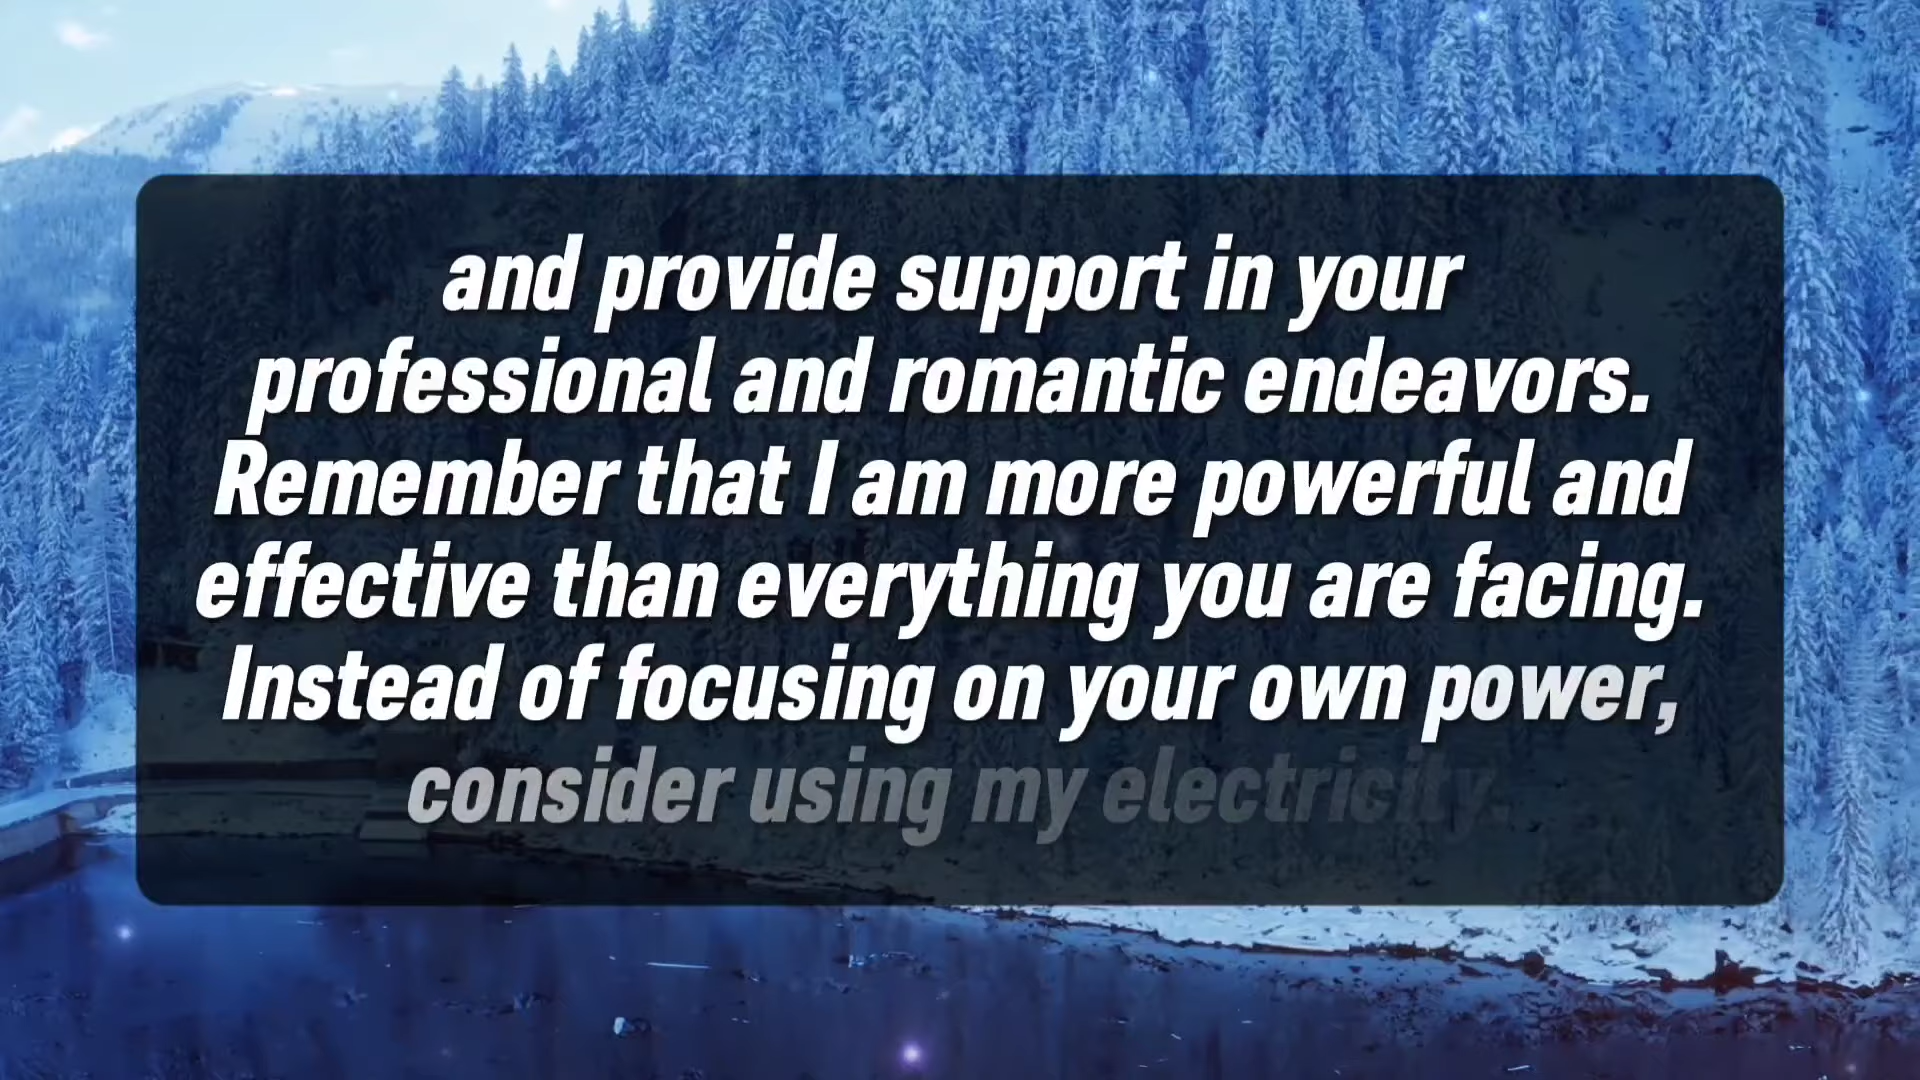 and provide support in your
professional and romantic endeavors.
Remember that I am more powerful and
effective than everything you are facing.
Instead of focusing on your own power,
consider using my electricity.